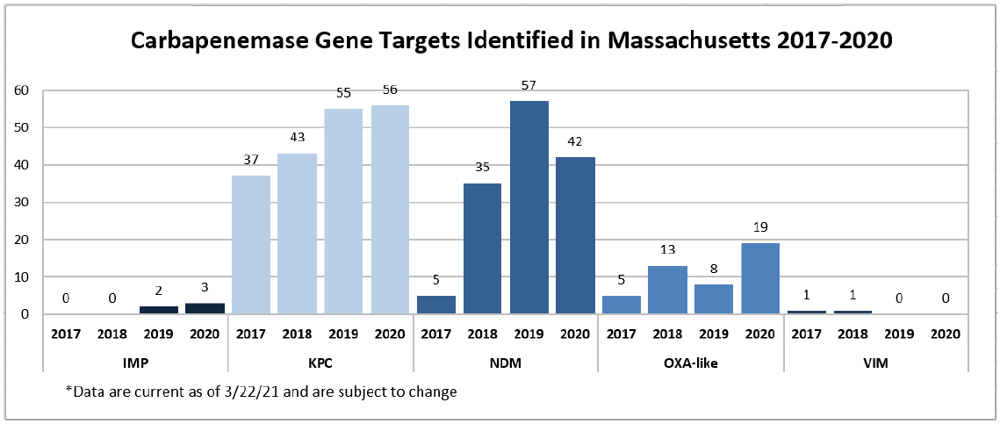 Carbapenemase Gene Targets Identified in Massachusetts 2017-2020
60
50
40
30
20
10
0
0 0 2 3 37 43 55 56 5 35 57 42 5 13 8 19 1 1 0 0
2017 2018 2019 2020 2017 2018 2019 2020 2017 2018 2019 2020 2017 2018 2019 2020 2017 2018 2019 2020
IMP KPC NDM OXA-like VIM
*Data are current as of 3/22/21 and are subject to change